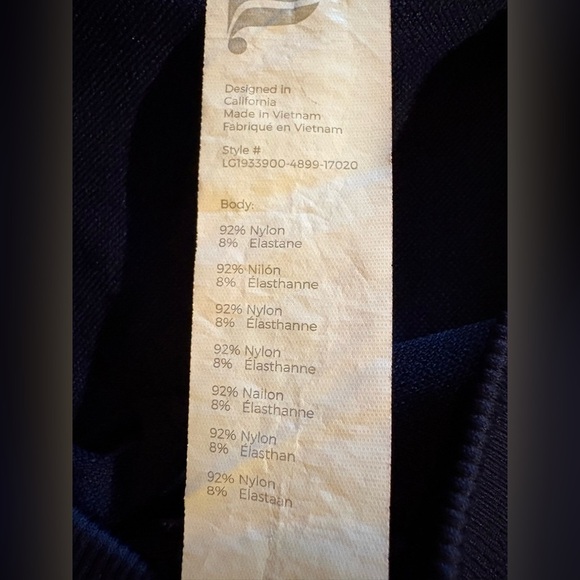 Designed in
California
Made in Vietnam
Fabriqué en Vietnam
Style #
LG1933900-4899-17020
Body:
92% Nylon
8% Elastane
92% Nilón
8% Élasthanne
92% Nylon
8% Élasthanne
92% Nylon
8% Élasthanne
92% Nailon
8% Élasthanne
92% Nylon
8% Élasthan
92% Nylon
8% Elastaan